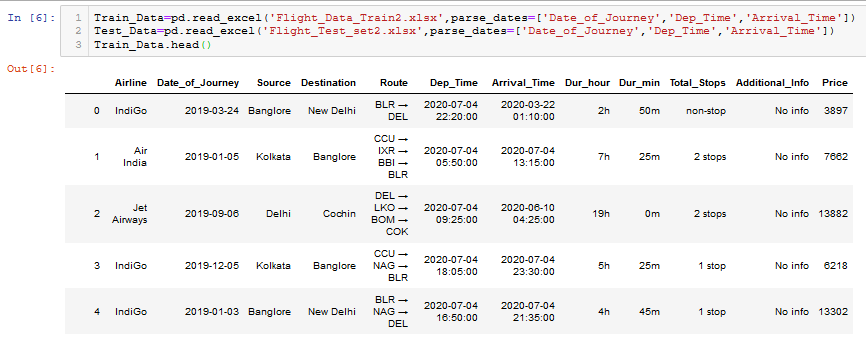 In [6]:
1 Train_Data=pd.read_excel('Flight_Data_Train2.xlsx',parse_dates=['Date_of_Journey','Dep_Time','Arrival_Time'])
2 Test_Data=pd.read_excel('Flight_Test_set2.xlsx',parse_dates=['Date_of_Journey','Dep_Time','Arrival_Time'])
3 Train_Data.head()
Out[6]:
Airline Date_of_Journey Source Destination Route Dep_Time Arrival_Time Dur_hour Dur_min Total_Stops Additional_Info Price
0 IndiGo 2019-03-24 Banglore New Delhi BLR → DEL 2020-07-04 22:20:00 2020-03-22 01:10:00 2h 50m non-stop No info 3897
1 Air India 2019-01-05 Kolkata Banglore CCU → IXR → BBI → BLR 2020-07-04 05:50:00 2020-07-04 13:15:00 7h 25m 2 stops No info 7662
2 Jet Airways 2019-09-06 Delhi Cochin DEL → LKO → BOM → COK 2020-07-04 09:25:00 2020-06-10 04:25:00 19h 0m 2 stops No info 13882
3 IndiGo 2019-12-05 Kolkata Banglore CCU → NAG → BLR 2020-07-04 18:05:00 2020-07-04 23:30:00 5h 25m 1 stop No info 6218
4 IndiGo 2019-01-03 Banglore New Delhi BLR → NAG → DEL 2020-07-04 16:50:00 2020-07-04 21:35:00 4h 45m 1 stop No info 13302